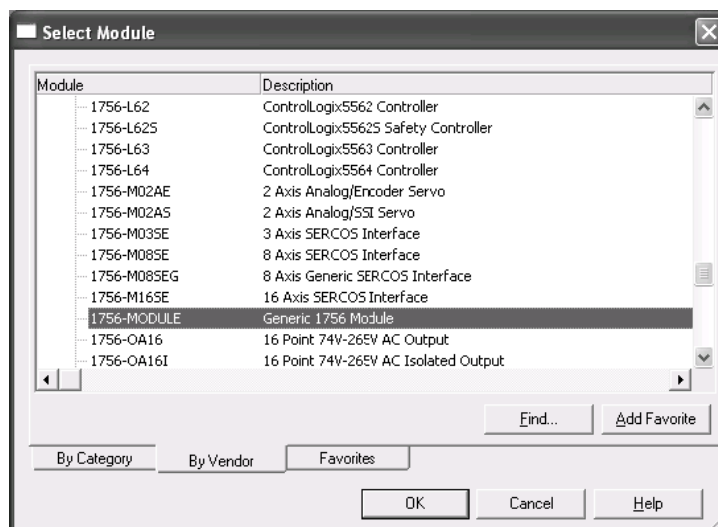 Select Module
Module Description
1756-L62 ControlLogix5562 Controller
1756-L62S ControlLogix5562S Safety Controller
1756-L63 ControlLogix5563 Controller
1756-L64 ControlLogix5564 Controller
1756-M02AE 2 Axis Analog/Encoder Servo
1756-M02AS 2 Axis Analog/SSI Servo
1756-M03SE 3 Axis SERCOS Interface
1756-M08SE 8 Axis SERCOS Interface
1756-M08SEG 8 Axis Generic SERCOS Interface
1756-M16SE 16 Axis SERCOS Interface
1756-MODULE Generic 1756 Module
1756-OA16 16 Point 74V-265V AC Output
1756-OA16I 16 Point 74V-265V AC Isolated Output
Find... Add Favorite
By Category By Vendor Favorites
OK Cancel Help